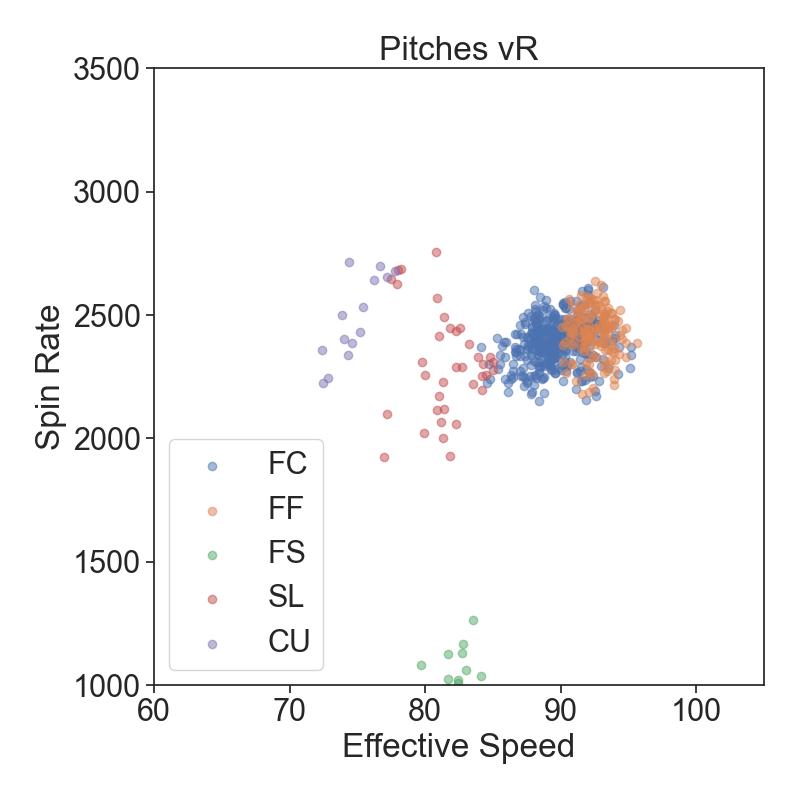 Pitches vR
3500
3000
2500
2000
1500
1000
Spin Rate
FC
FF
FS
SL
CU
60 70 80 90 100
Effective Speed